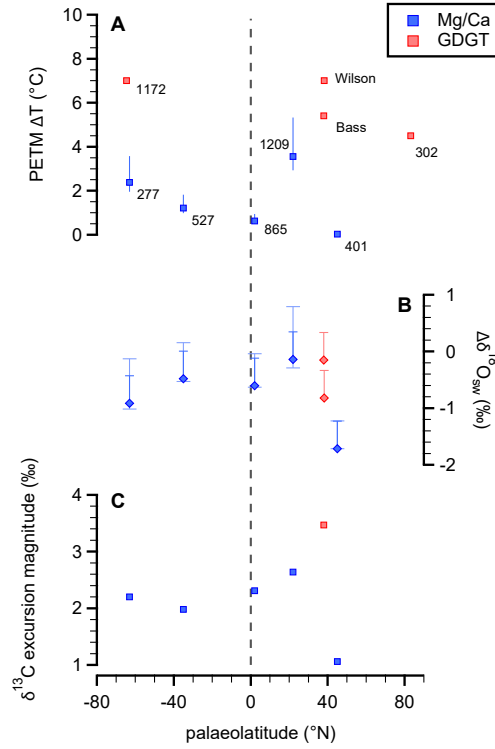 Mg/Ca
GDGT
A
PETM ΔT (°C)
10
8
6
4
2
0
1172
277
527
865
1209
Wilson
Bass
302
401
B
Δδ¹⁸O_sw (‰)
1
0
-1
-2
C
δ¹³C excursion magnitude (‰)
4
3
2
1
-80
-40
0
40
80
palaeolatitude (°N)